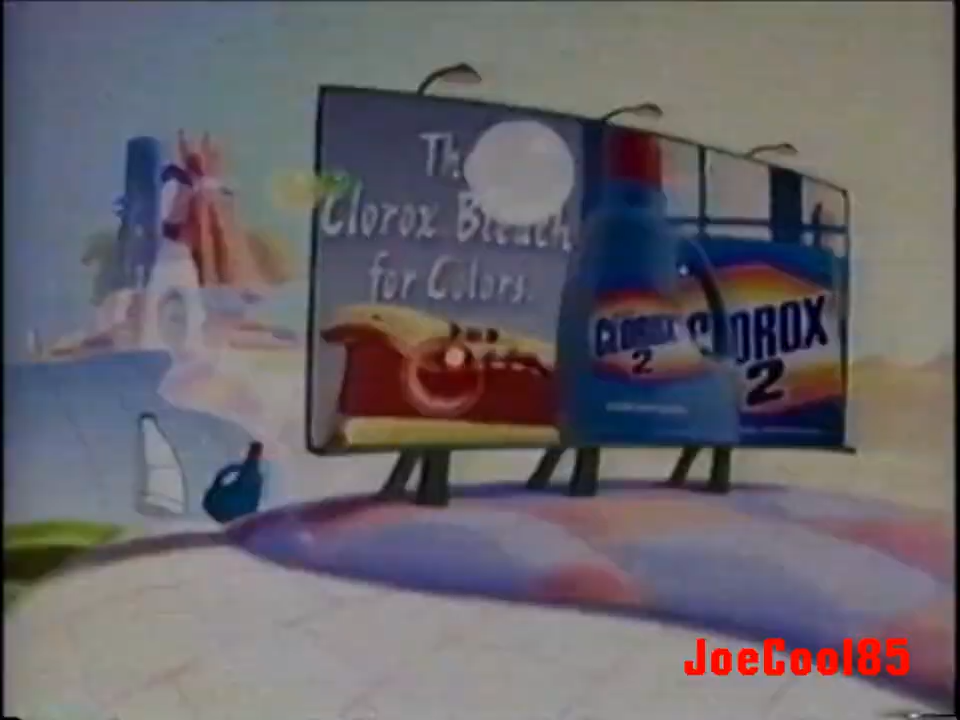 The
Clorox Bleach
for Colors.
CLOROX
2
CLOROX
2
JoeCool85